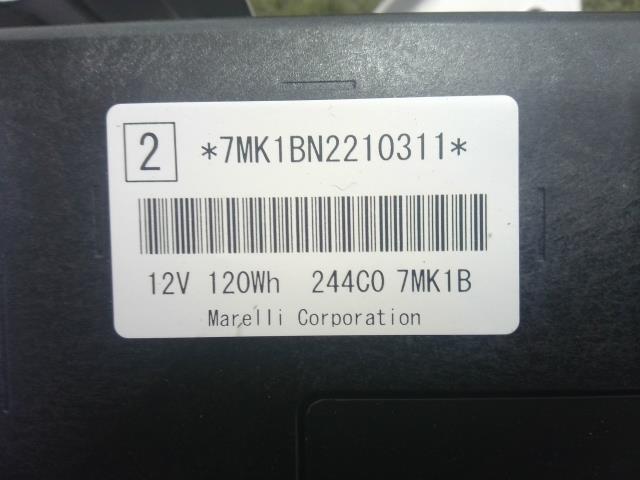 2 *7MK1BN2210311*
12V 120Wh 244C0 7MK1B
Marelli Corporation